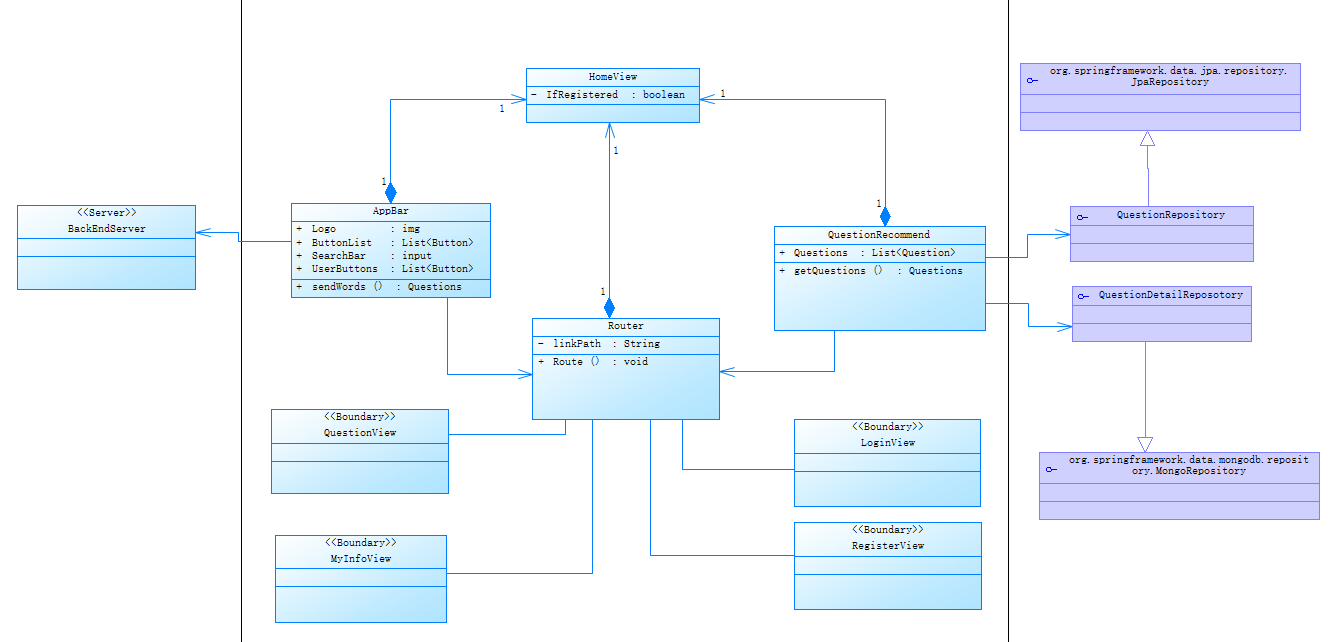 HomeView
- IfRegistered : boolean
1
1
1
1
1
1
org.springframework.data.jpa.repository.
JpaRepository
<<Server>>
BackEndServer
AppBar
+ Logo : img
+ ButtonList : List<Button>
+ SearchBar : input
+ UserButtons : List<Button>
+ sendWords () : Questions
QuestionRecommend
+ Questions : List<Question>
+ getQuestions () : Questions
QuestionRepository
QuestionDetailReposotory
Router
- linkPath : String
+ Route () : void
<<Boundary>>
QuestionView
<<Boundary>>
LoginView
org.springframework.data.mongodb.reposit
ory.MongoRepository
<<Boundary>>
MyInfoView
<<Boundary>>
RegisterView